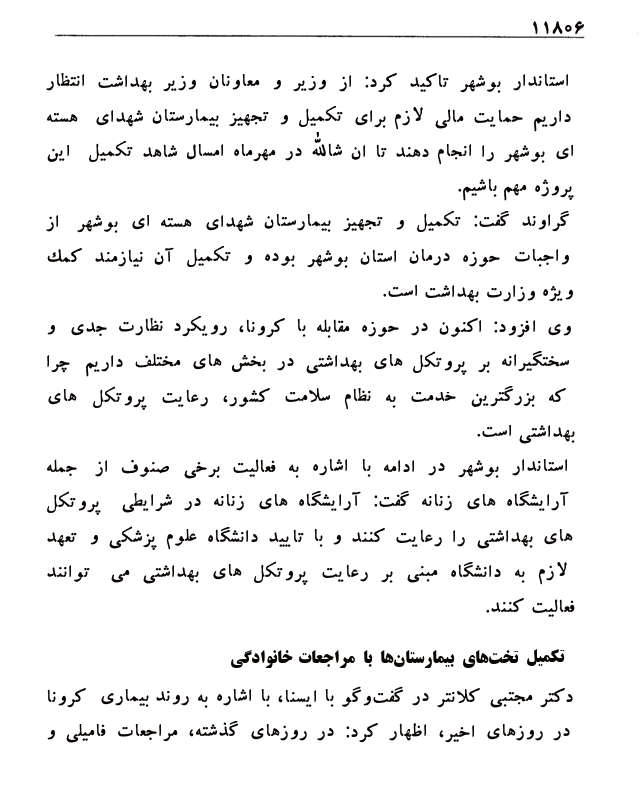 ۱۱۸۰۶
استاندار بوشهر تاکید کرد: از وزیر و معاونان وزیر بهداشت انتظار
داریم حمایت مالی لازم برای تکمیل و تجهیز بیمارستان شهدای هسته
ای بوشهر را انجام دهند تا ان شاالله در مهرماه امسال شاهد تکمیل این
پروژه مهم باشیم.
گراوند گفت: تکمیل و تجهیز بیمارستان شهدای هسته ای بوشهر از
واجبات حوزه درمان استان بوشهر بوده و تکمیل آن نیازمند کمک
ویژه وزارت بهداشت است.
وی افزود: اکنون در حوزه مقابله با کرونا، رویکرد نظارت جدی و
سختگیرانه بر پروتکل های بهداشتی در بخش های مختلف داریم چرا
که بزرگترین خدمت به نظام سلامت کشور، رعایت پروتکل های
بهداشتی است.
استاندار بوشهر در ادامه با اشاره به فعالیت برخی صنوف از جمله
آرایشگاه های زنانه گفت: آرایشگاه های زنانه در شرایطی پروتکل
های بهداشتی را رعایت کنند و با تایید دانشگاه علوم پزشکی و تعهد
لازم به دانشگاه مبنی بر رعایت پروتکل های بهداشتی می توانند
فعالیت کنند.
تکمیل تخت‌های بیمارستان‌ها با مراجعات خانوادگی
دکتر مجتبی کلانتر در گفت‌وگو با ایسنا، با اشاره به روند بیماری کرونا
در روزهای اخیر، اظهار کرد: در روزهای گذشته، مراجعات فامیلی و